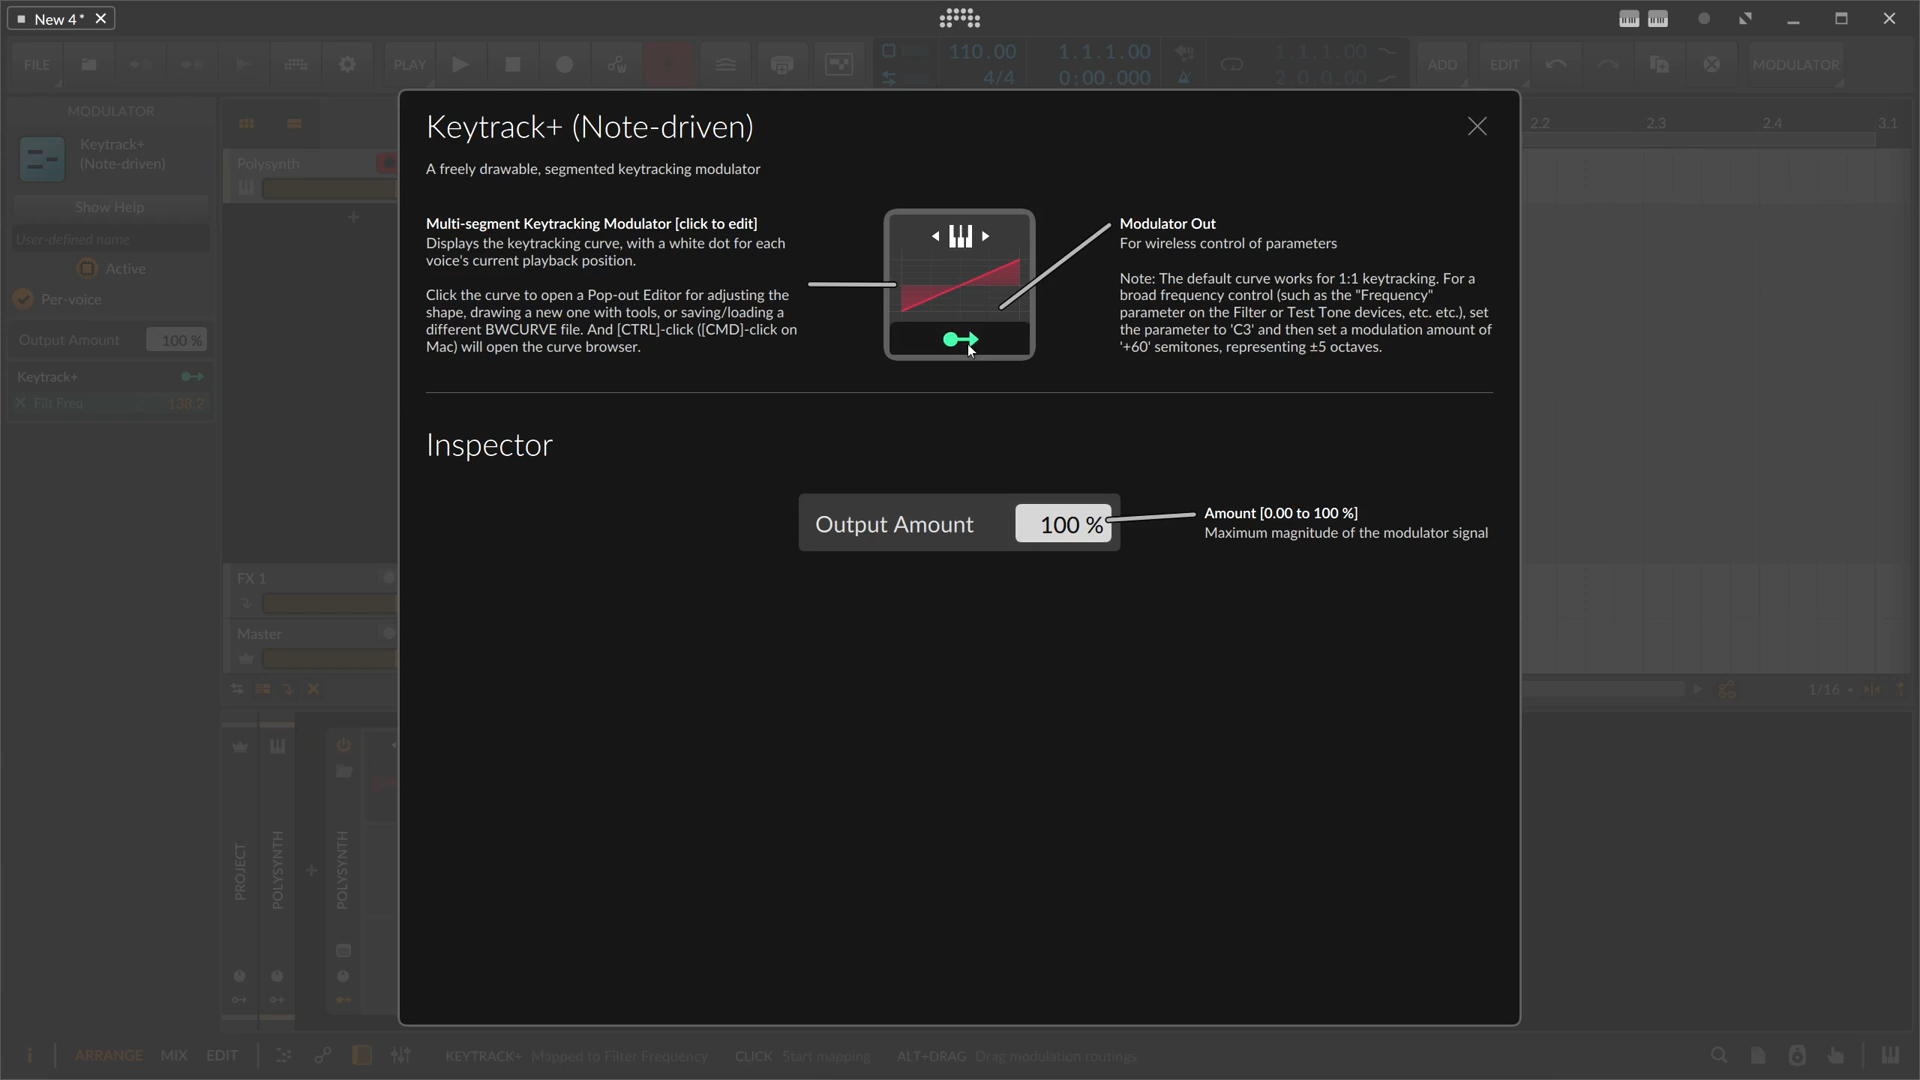 New 4 *
FILE
PLAY
110.00
4/4
1.1.1.00
0:00.000
1.1.1.00
2.0.0.00
ADD
EDIT
MODULATOR
MODULATOR
Keytrack+
(Note-driven)
Show Help
User-defined name
Active
Per-voice
Output Amount
100 %
Keytrack+
Filt Freq
138.2
Polysynth
2.2
2.3
2.4
3.1
Keytrack+ (Note-driven)
A freely drawable, segmented keytracking modulator
Multi-segment Keytracking Modulator [click to edit]
Displays the keytracking curve, with a white dot for each
voice's current playback position.
Click the curve to open a Pop-out Editor for adjusting the
shape, drawing a new one with tools, or saving/loading a
different BWCURVE file. And [CTRL]-click ([CMD]-click on
Mac) will open the curve browser.
Modulator Out
For wireless control of parameters
Note: The default curve works for 1:1 keytracking. For a
broad frequency control (such as the "Frequency"
parameter on the Filter or Test Tone devices, etc. etc.), set
the parameter to 'C3' and then set a modulation amount of
'+60' semitones, representing ±5 octaves.
Inspector
Output Amount
100 %
Amount [0.00 to 100 %]
Maximum magnitude of the modulator signal
FX 1
Master
1/16
PROJECT
POLYSYNTH
POLYSYNTH
i
ARRANGE
MIX
EDIT
KEYTRACK+ Mapped to Filter Frequency
CLICK Start mapping
ALT+DRAG Drag modulation routings